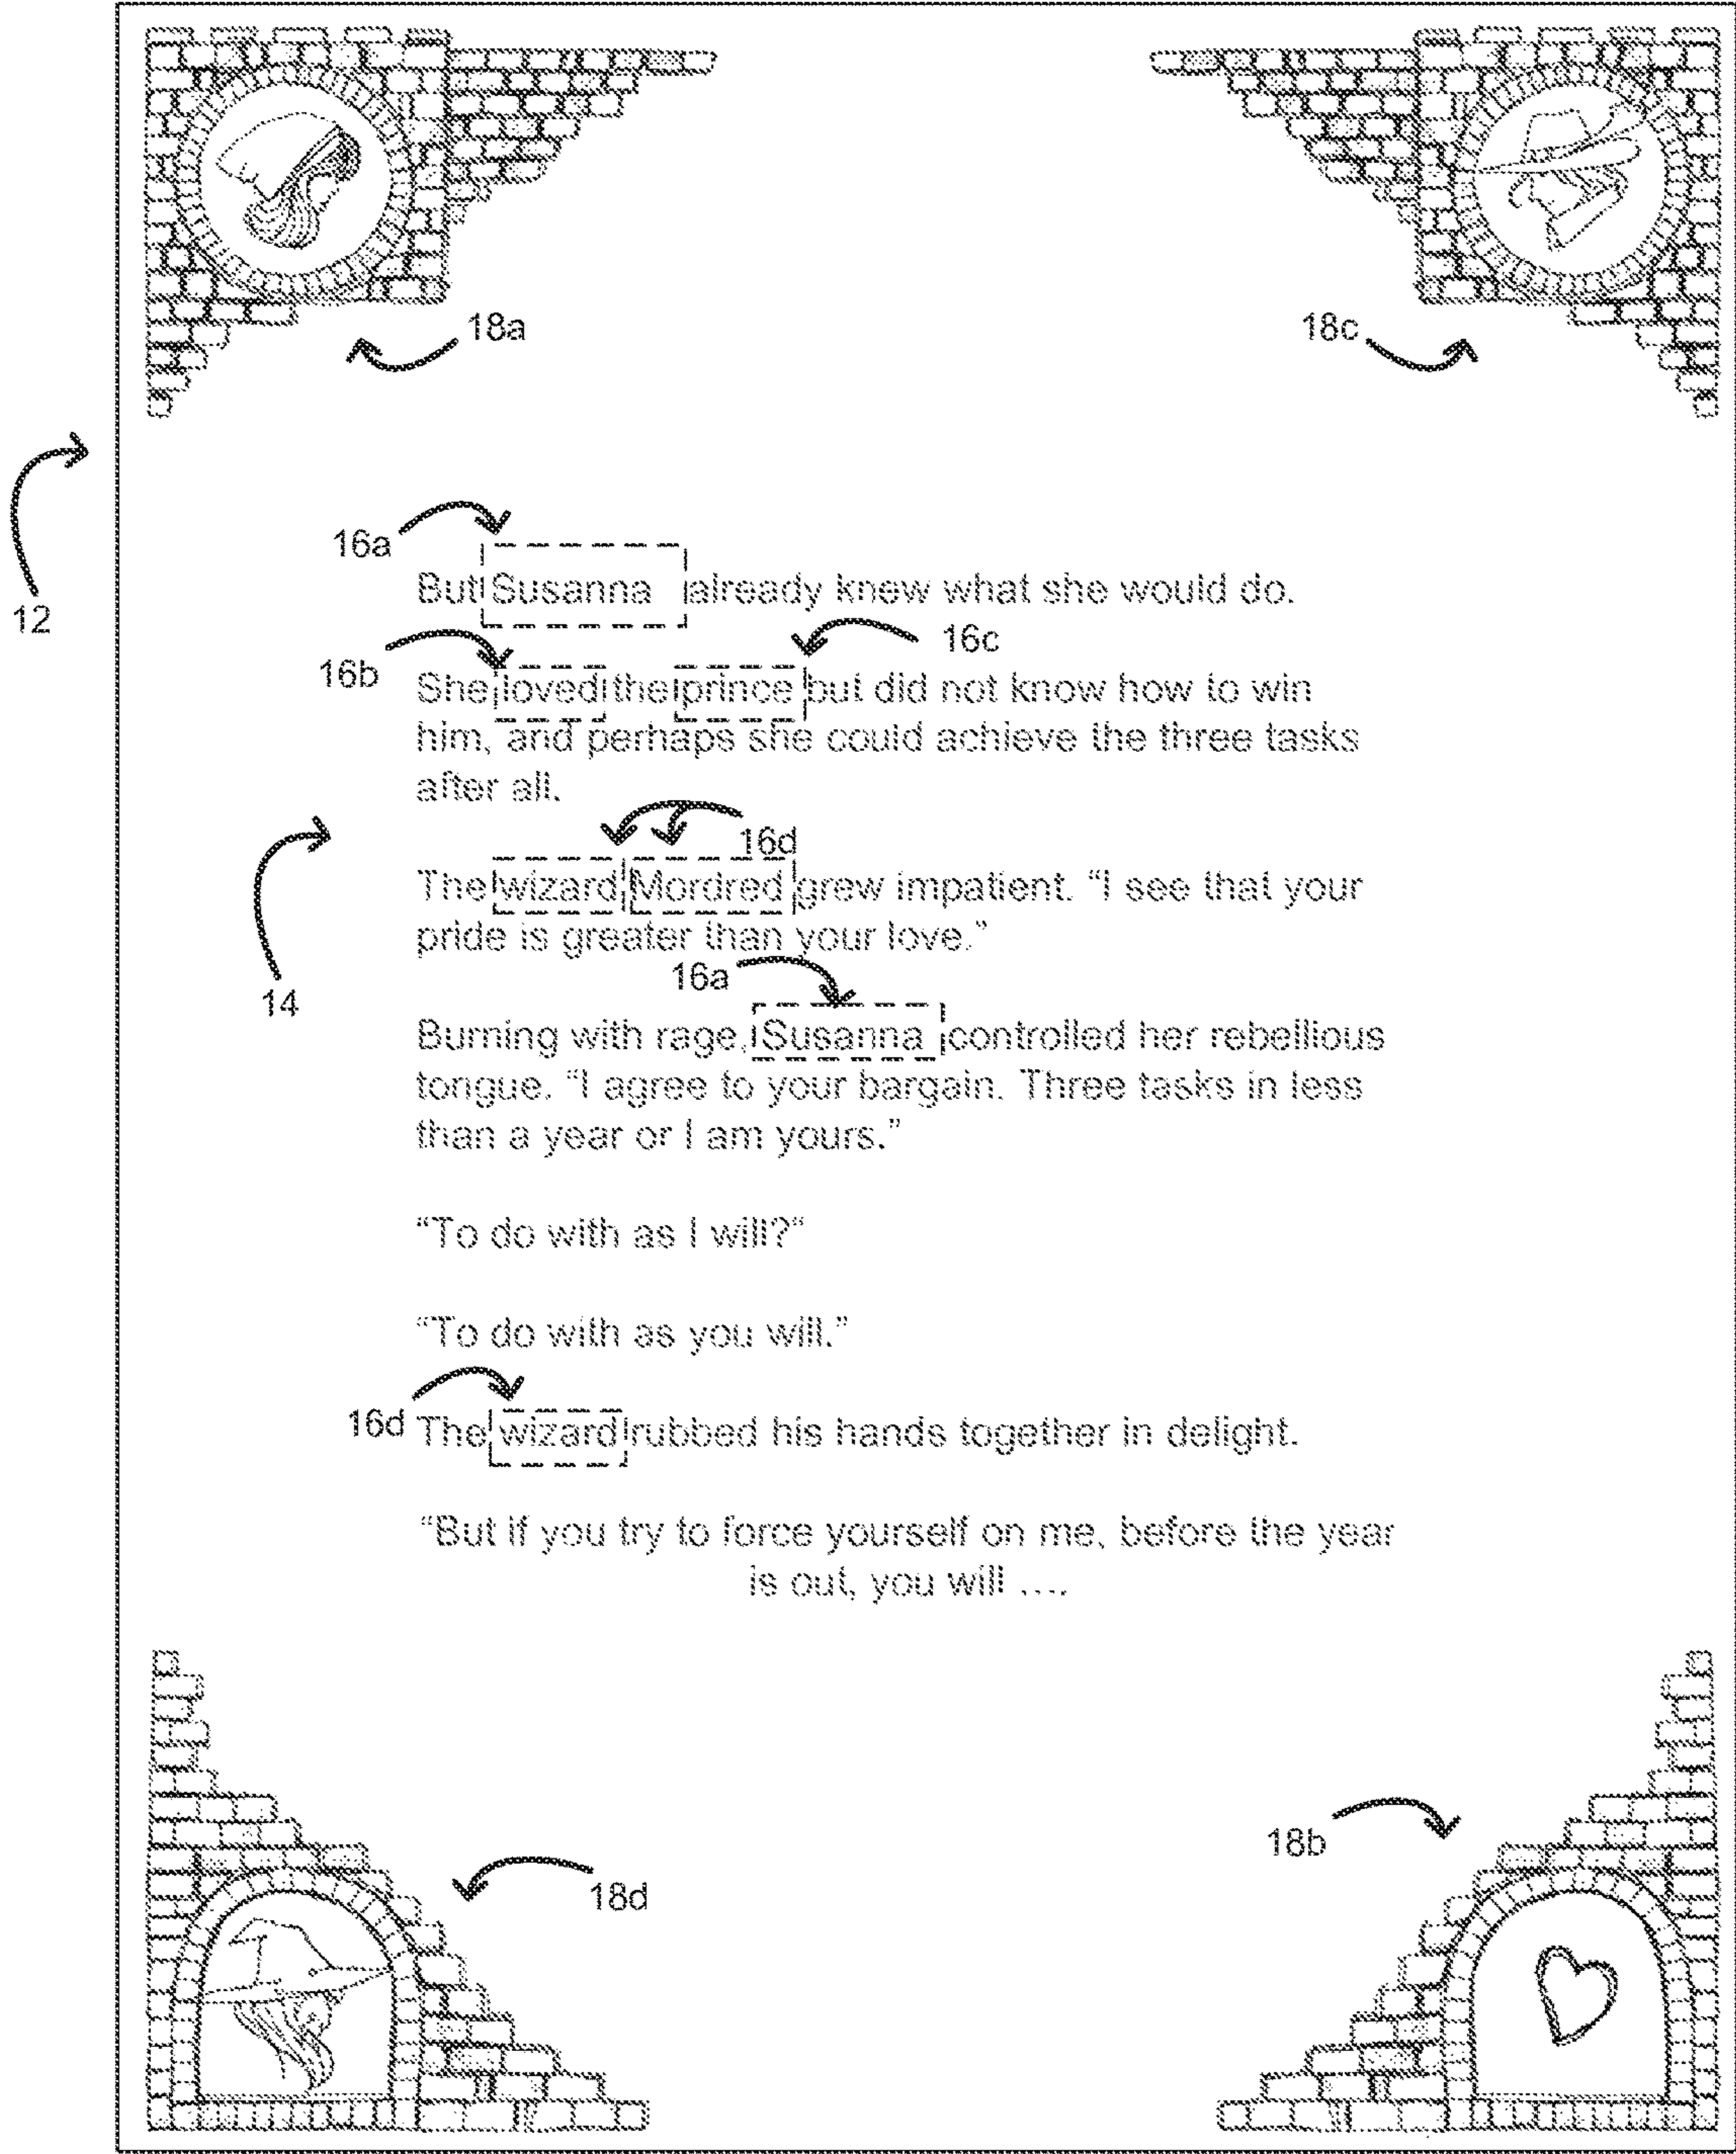 18a
18c
12
16a
But Susanna already knew what she would do.
16b
16c
She loved the prince but did not know how to win
him, and perhaps she could achieve the three tasks
after all.
16d
The wizard Mordred grew impatient. “I see that your
pride is greater than your love.”
14
16a
Burning with rage, Susanna controlled her rebellious
tongue. “I agree to your bargain. Three tasks in less
than a year or I am yours.”
“To do with as I will?“
“To do with as you will.”
16d The wizard rubbed his hands together in delight.
“But if you try to force yourself on me, before the year
is out, you will ....
18b
18d